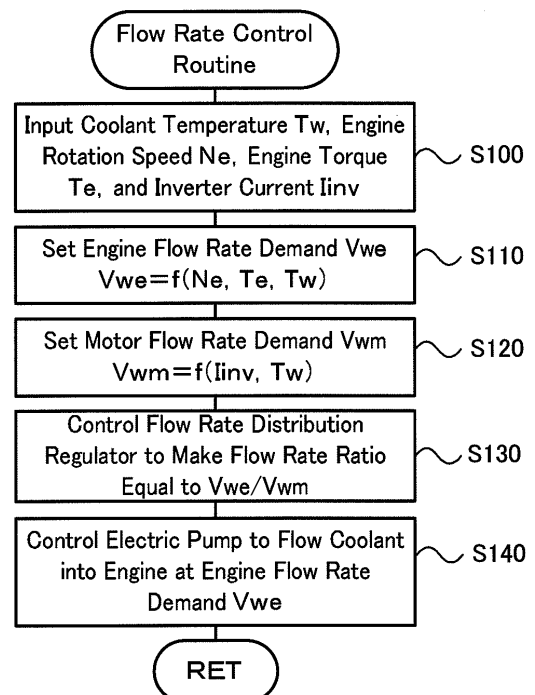 Flow Rate Control
Routine
Input Coolant Temperature Tw, Engine
Rotation Speed Ne, Engine Torque
Te, and Inverter Current Iinv
S100
Set Engine Flow Rate Demand Vwe
Vwe=f(Ne, Te, Tw)
S110
Set Motor Flow Rate Demand Vwm
Vwm=f(Iinv, Tw)
S120
Control Flow Rate Distribution
Regulator to Make Flow Rate Ratio
Equal to Vwe/Vwm
S130
Control Electric Pump to Flow Coolant
into Engine at Engine Flow Rate
Demand Vwe
S140
RET